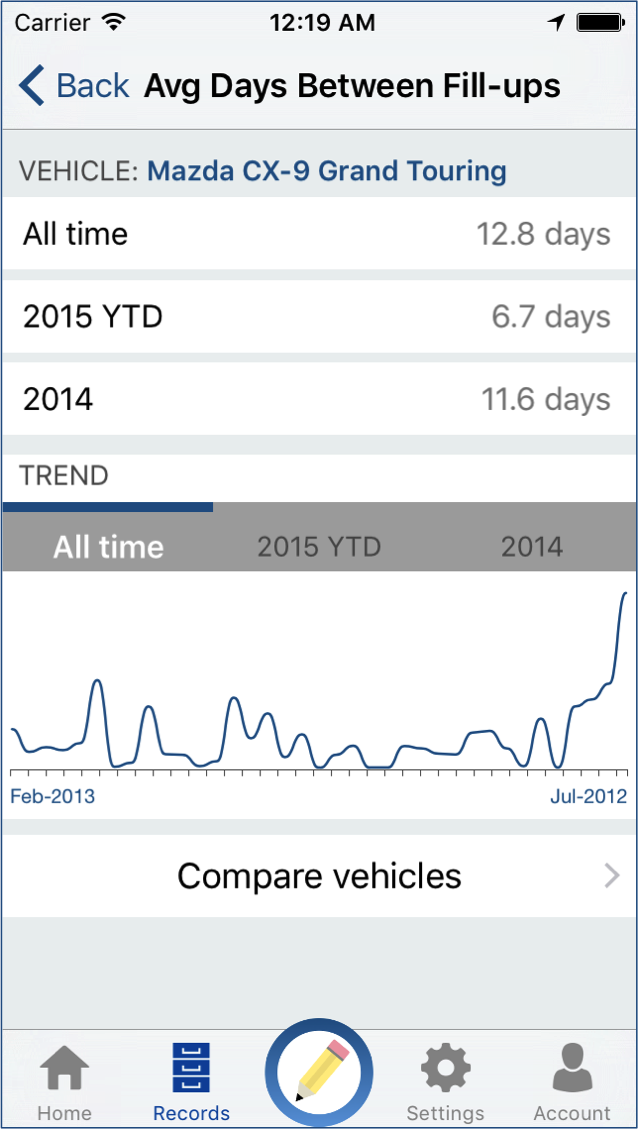 Carrier 12:19 AM
Back Avg Days Between Fill-ups
VEHICLE: Mazda CX-9 Grand Touring
All time 12.8 days
2015 YTD 6.7 days
2014 11.6 days
TREND
All time 2015 YTD 2014
Feb-2013 Jul-2012
Compare vehicles
Home Records Settings Account